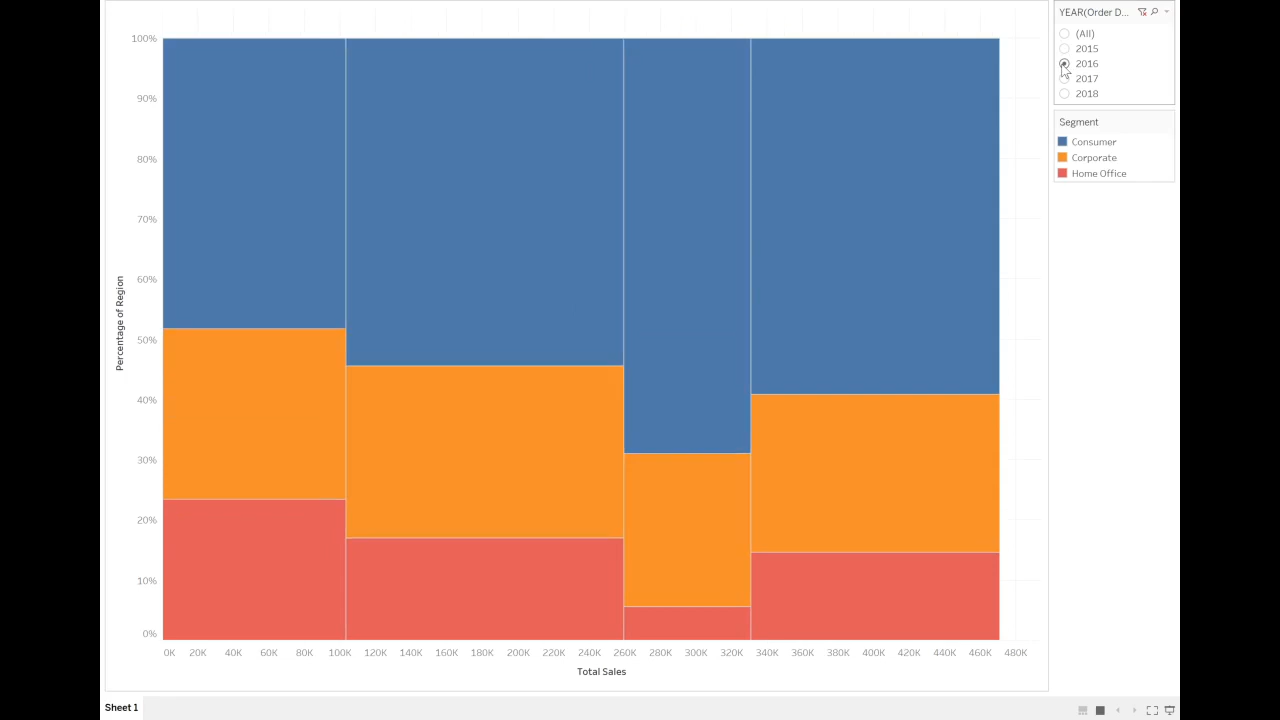 YEAR(Order D...
(All)
2015
2016
2017
2018
Segment
Consumer
Corporate
Home Office
100%
90%
80%
70%
60%
50%
40%
30%
20%
10%
0%
Percentage of Region
0K 20K 40K 60K 80K 100K 120K 140K 160K 180K 200K 220K 240K 260K 280K 300K 320K 340K 360K 380K 400K 420K 440K 460K 480K
Total Sales
Sheet 1